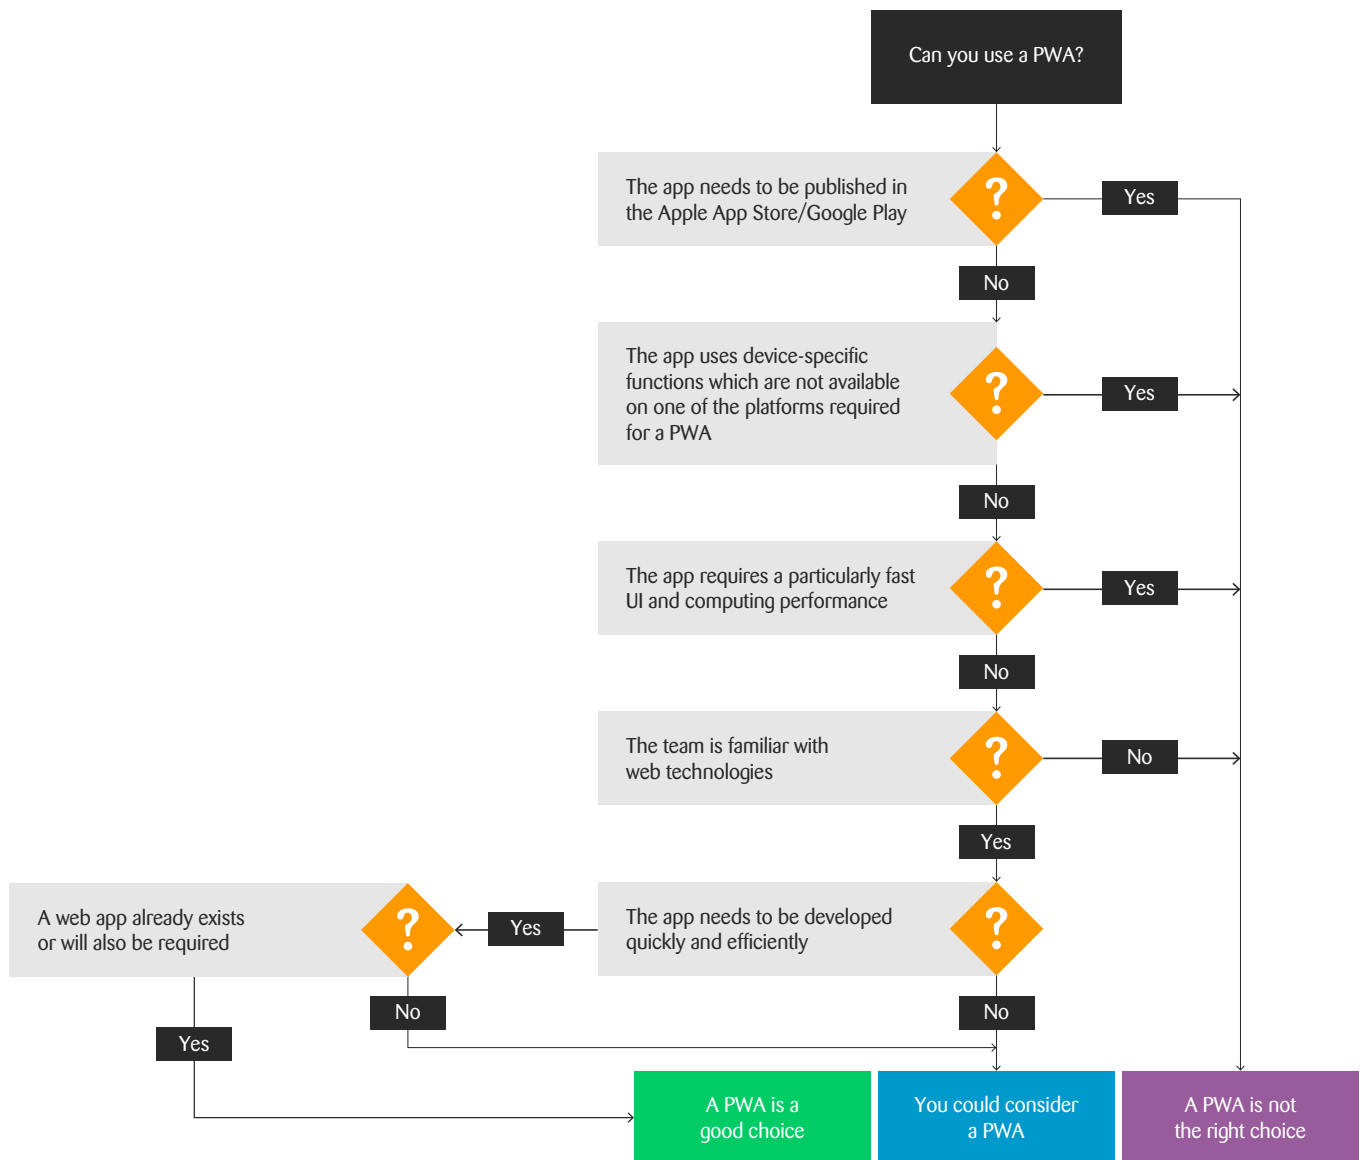 Can you use a PWA?
The app needs to be published in
the Apple App Store/Google Play
?
Yes
No
The app uses device-specific
functions which are not available
on one of the platforms required
for a PWA
?
Yes
No
The app requires a particularly fast
UI and computing performance
?
Yes
No
The team is familiar with
web technologies
?
No
Yes
A web app already exists
or will also be required
?
Yes
The app needs to be developed
quickly and efficiently
?
No
No
Yes
A PWA is a
good choice
You could consider
a PWA
A PWA is not
the right choice